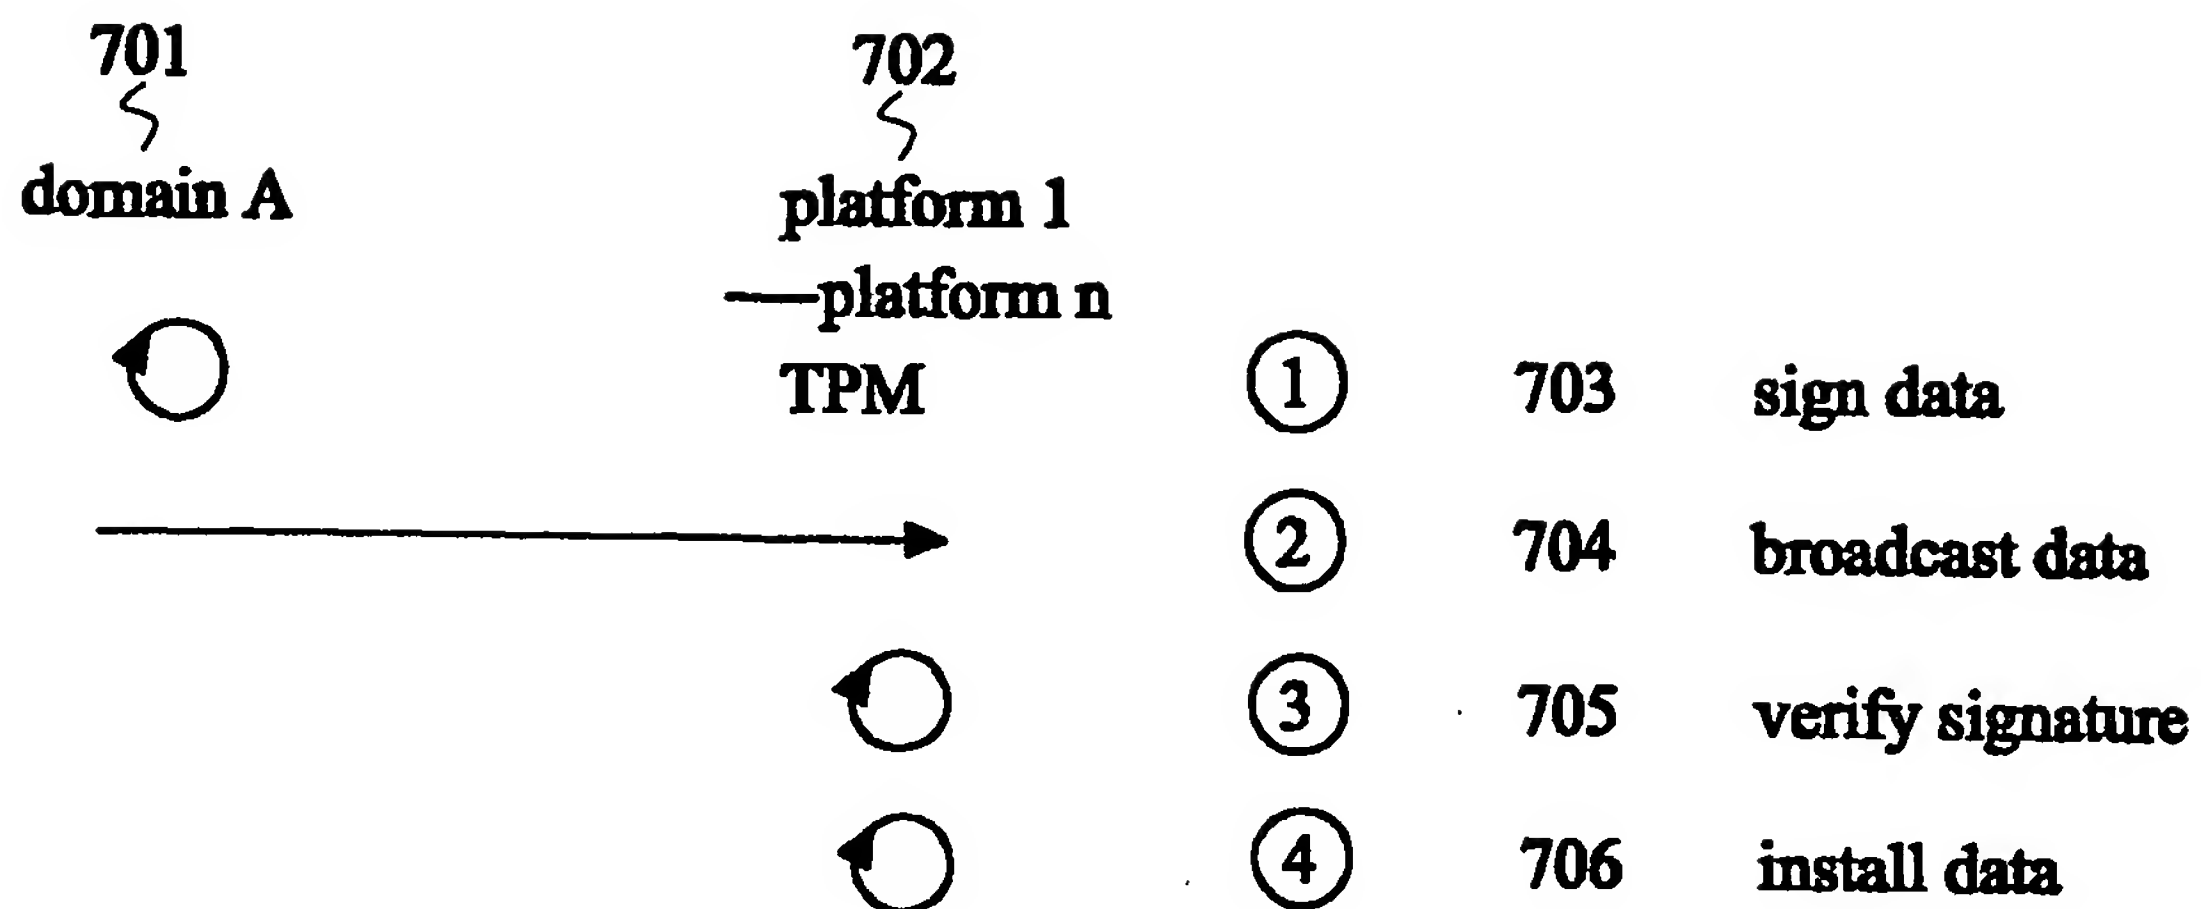 701
702
domain A
platform 1
—platform n
TPM
1 703 sign data
2 704 broadcast data
3 705 verify signature
4 706 install data